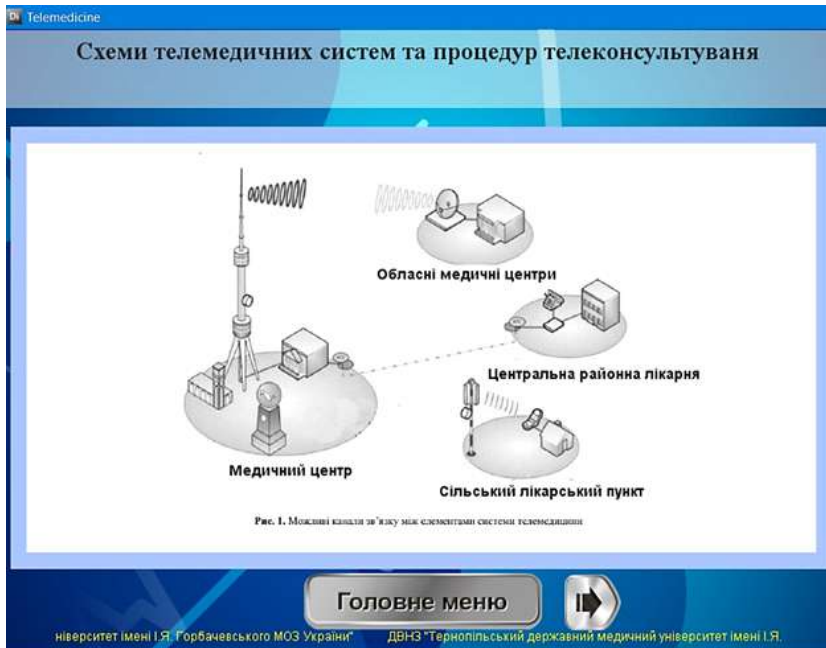 Di Telemedicine
Схеми телемедичних систем та процедур телеконсультуваня
Обласні медичні центри
Центральна районна лікарня
Медичний центр
Сільський лікарський пункт
Рис. 1. Можливі канали зв'язку між елементами системи телемедицини
Головне меню
ніверситет імені І.Я. Горбачевського МОЗ України" ДВНЗ "Тернопільський державний медичний університет імені І.Я.